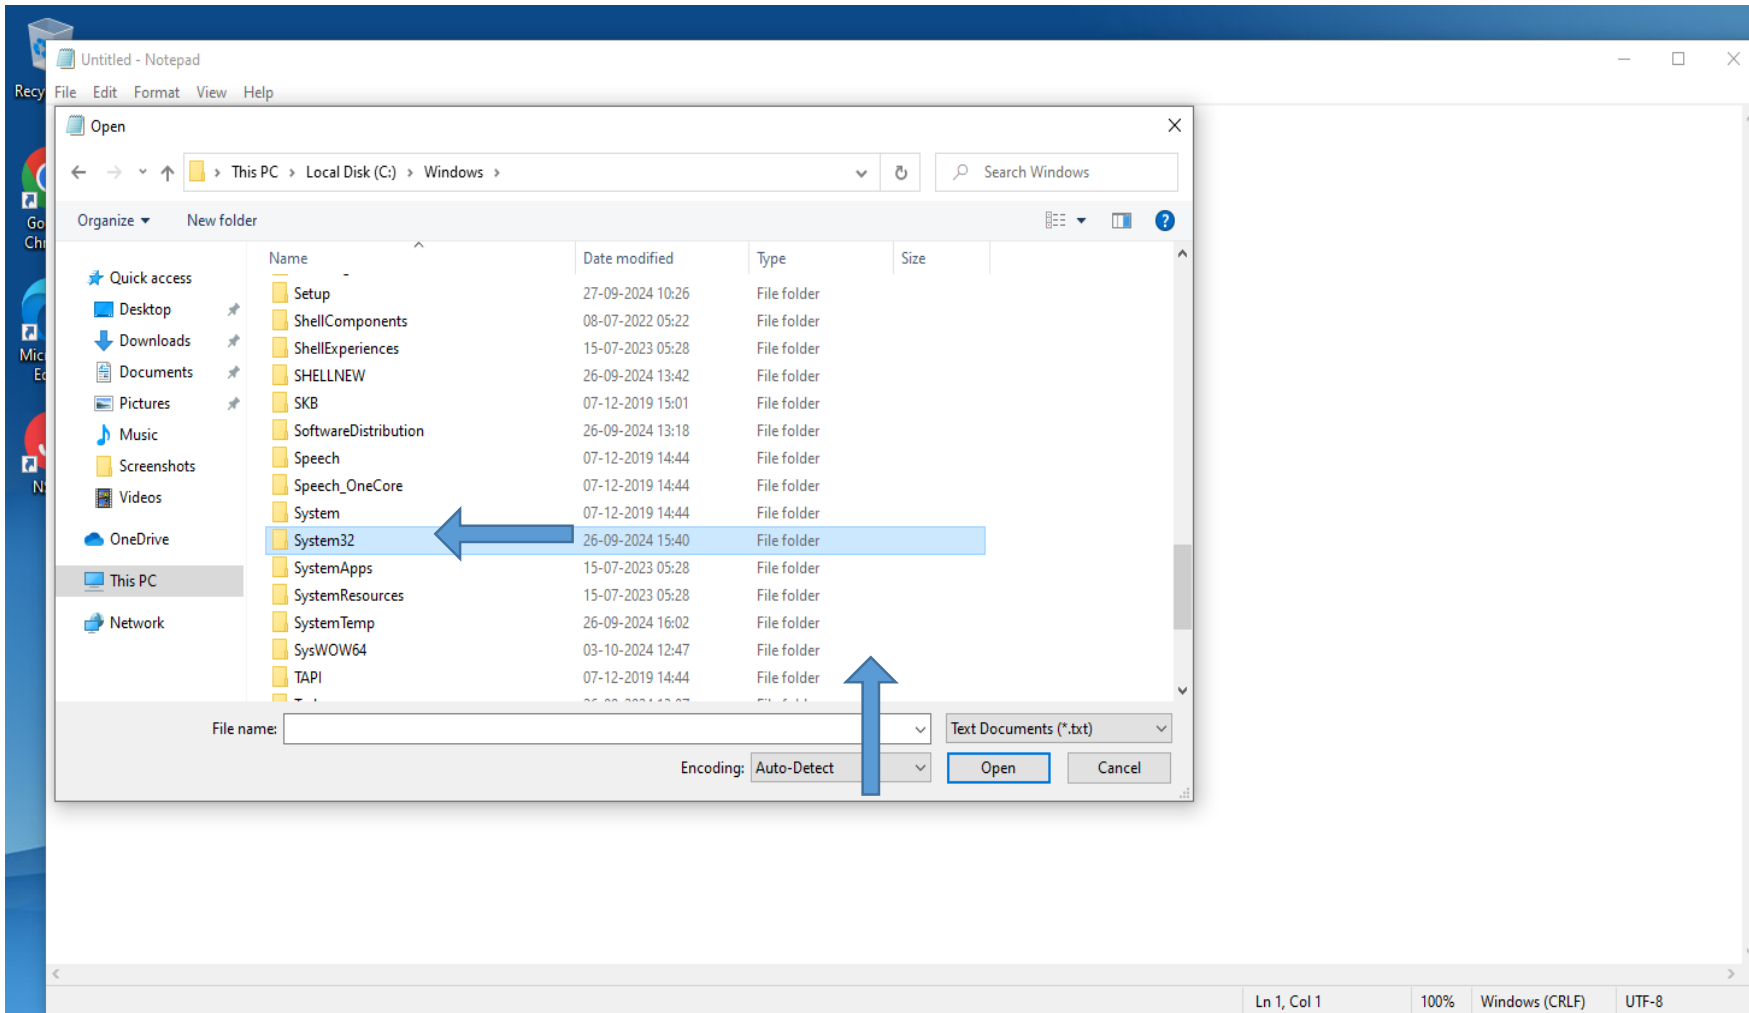 Untitled - Notepad
Recy
File Edit Format View Help
Open
This PC > Local Disk (C:) > Windows >
Search Windows
Organize
New folder
Name Date modified Type Size
Quick access
Desktop
Downloads
Documents
Pictures
Music
Screenshots
Videos
OneDrive
This PC
Network
Setup 27-09-2024 10:26 File folder
ShellComponents 08-07-2022 05:22 File folder
ShellExperiences 15-07-2023 05:28 File folder
SHELLNEW 26-09-2024 13:42 File folder
SKB 07-12-2019 15:01 File folder
SoftwareDistribution 26-09-2024 13:18 File folder
Speech 07-12-2019 14:44 File folder
Speech_OneCore 07-12-2019 14:44 File folder
System 07-12-2019 14:44 File folder
System32 26-09-2024 15:40 File folder
SystemApps 15-07-2023 05:28 File folder
SystemResources 15-07-2023 05:28 File folder
SystemTemp 26-09-2024 16:02 File folder
SysWOW64 03-10-2024 12:47 File folder
TAPI 07-12-2019 14:44 File folder
Go
Ch
Mic
N
File name:
Text Documents (*.txt)
Encoding: Auto-Detect
Open
Cancel
Ln 1, Col 1 100% Windows (CRLF) UTF-8